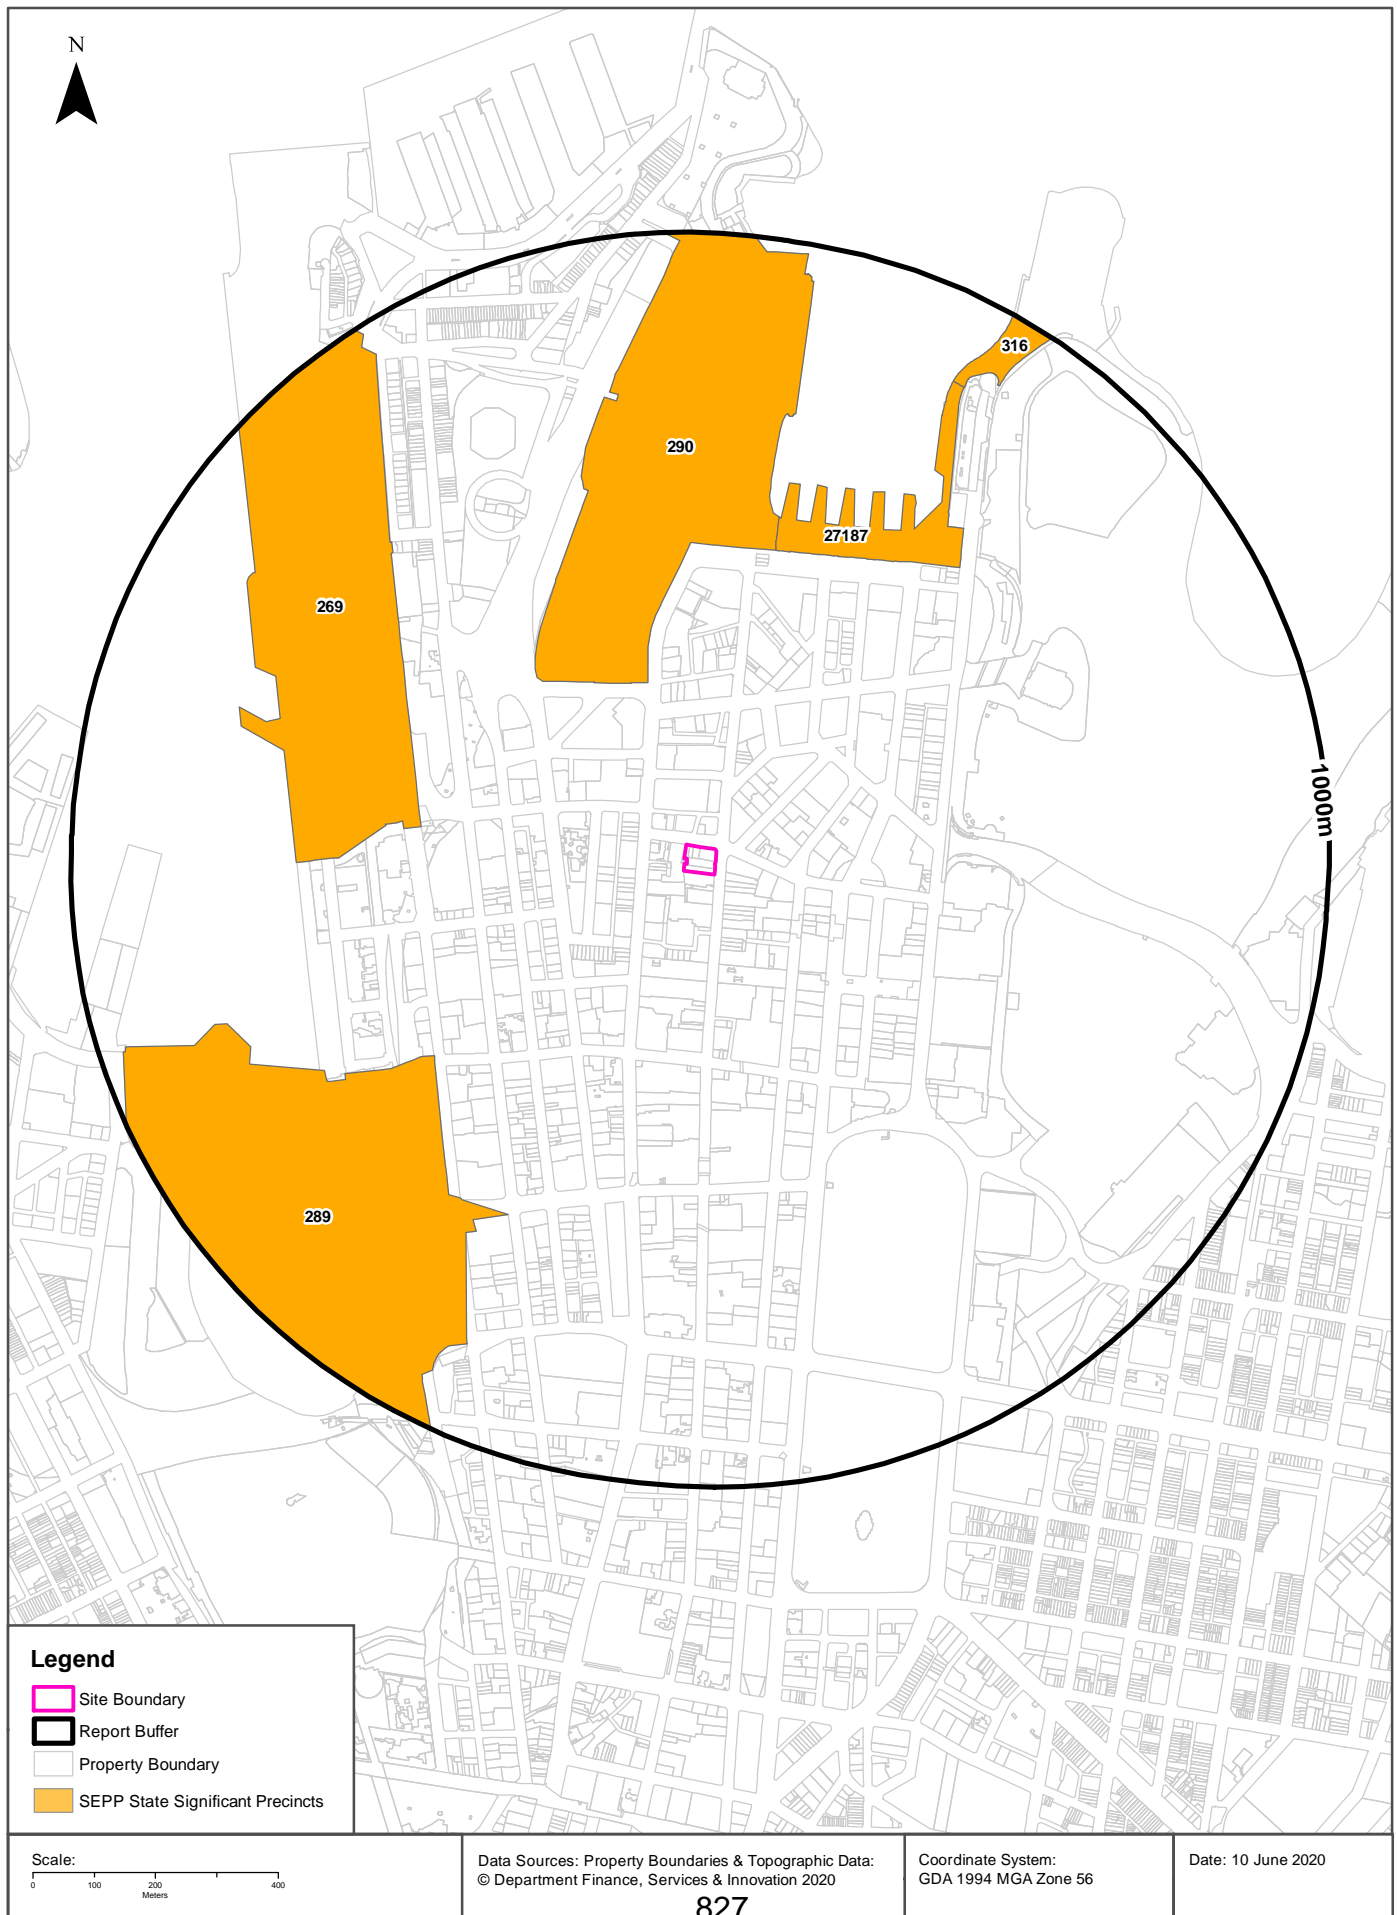 N
316
290
27187
269
1000m
289
Legend
Site Boundary
Report Buffer
Property Boundary
SEPP State Significant Precincts
Scale:
0 100 200 400
Meters
Data Sources: Property Boundaries & Topographic Data:
© Department Finance, Services & Innovation 2020
827
Coordinate System:
GDA 1994 MGA Zone 56
Date: 10 June 2020